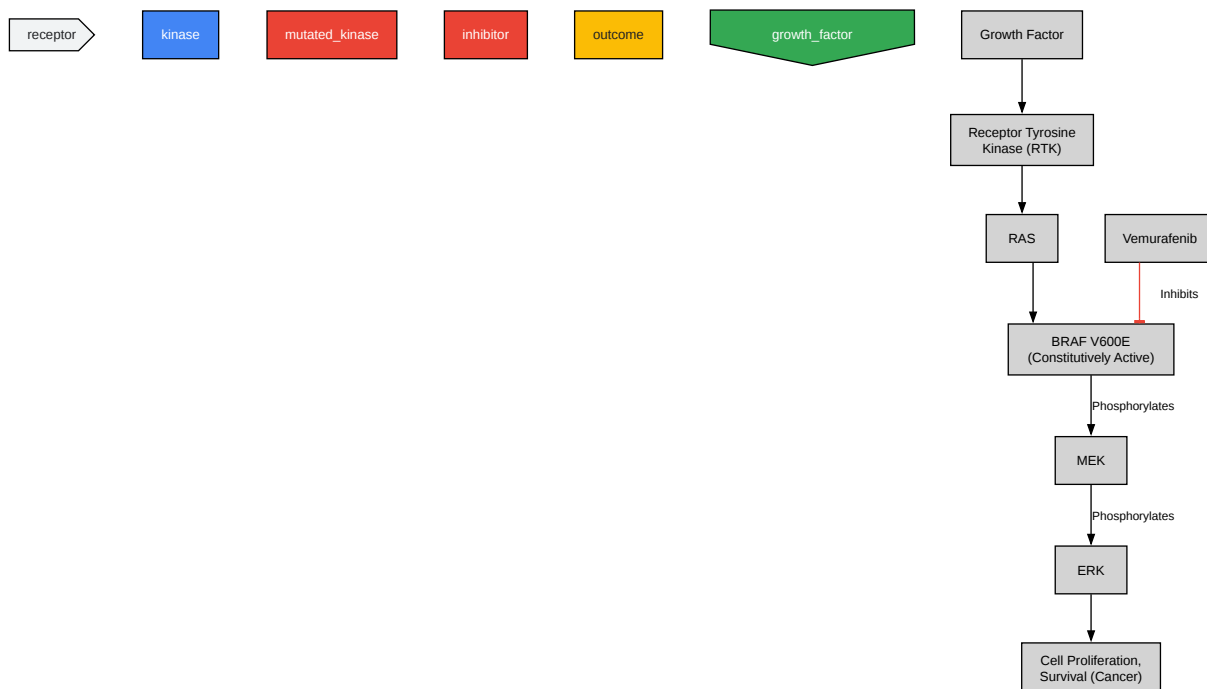 receptor
kinase
mutated_kinase
inhibitor
outcome
growth_factor
Growth Factor
Receptor Tyrosine
Kinase (RTK)
RAS
Vemurafenib
Inhibits
BRAF V600E
(Constitutively Active)
Phosphorylates
MEK
Phosphorylates
ERK
Cell Proliferation,
Survival (Cancer)